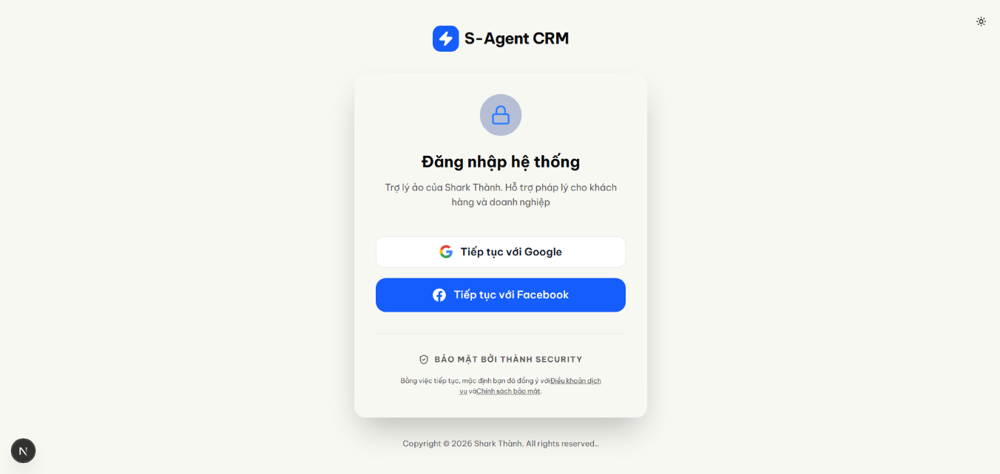 S-Agent CRM
Đăng nhập hệ thống
Trợ lý ảo của Shark Thành. Hỗ trợ pháp lý cho khách
hàng và doanh nghiệp
Tiếp tục với Google
Tiếp tục với Facebook
BẢO MẬT BỞI THÀNH SECURITY
Bằng việc tiếp tục, mặc định bạn đã đồng ý vớiĐiều khoản dịch
vụ vàChính sách bảo mật.
Copyright © 2026 Shark Thành. All rights reserved..
N